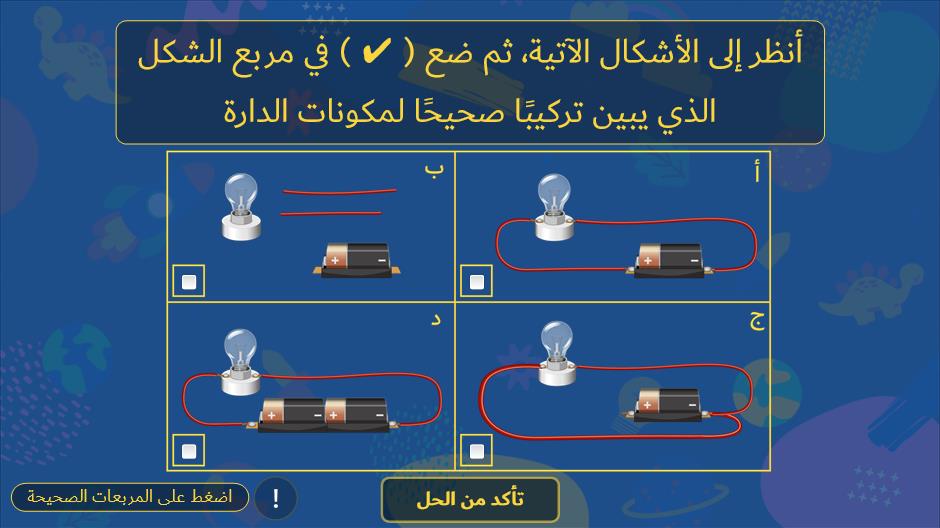 أنظر إلى الأشكال الآتية، ثم ضع ( ✔ ) في مربع الشكل
الذي يبين تركيبًا صحيحًا لمكونات الدارة
أ
ب
+ −
+ −
ج
د
+ −
+ − + −
تأكد من الحل
! اضغط على المربعات الصحيحة